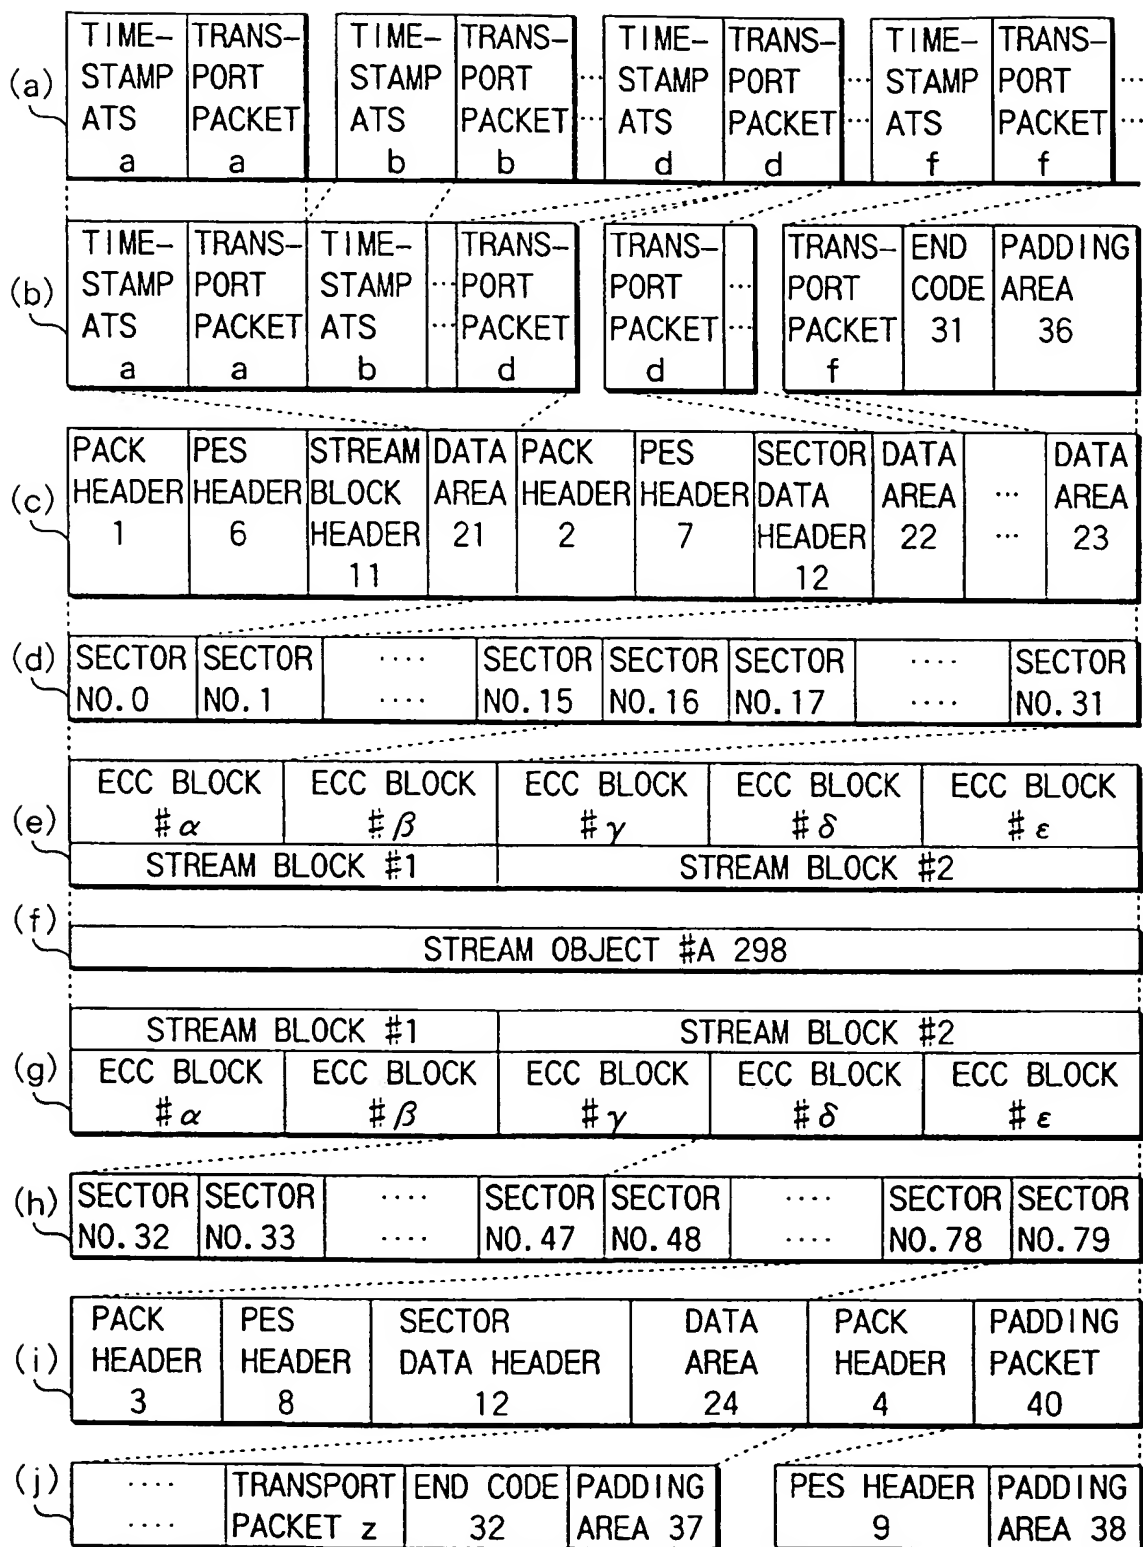 (a)
TIME-STAMP ATS a
TRANS-PORT PACKET a
TIME-STAMP ATS b
TRANS-PORT PACKET b
...
...
TIME-STAMP ATS d
TRANS-PORT PACKET d
...
...
TIME-STAMP ATS f
TRANS-PORT PACKET f
...
...
(b)
TIME-STAMP ATS a
TRANS-PORT PACKET a
TIME-STAMP ATS b
...
...
TRANS-PORT PACKET d
TRANS-PORT PACKET d
...
...
TRANS-PORT PACKET f
END CODE 31
PADDING AREA 36
(c)
PACK HEADER 1
PES HEADER 6
STREAM BLOCK HEADER 11
DATA AREA 21
PACK HEADER 2
PES HEADER 7
SECTOR DATA HEADER 12
DATA AREA 22
...
...
DATA AREA 23
(d)
SECTOR NO.0
SECTOR NO.1
....
....
SECTOR NO.15
SECTOR NO.16
SECTOR NO.17
....
....
SECTOR NO.31
(e)
ECC BLOCK #α
ECC BLOCK #β
ECC BLOCK #γ
ECC BLOCK #δ
ECC BLOCK #ε
STREAM BLOCK #1
STREAM BLOCK #2
(f)
STREAM OBJECT #A 298
STREAM BLOCK #1
STREAM BLOCK #2
(g)
ECC BLOCK #α
ECC BLOCK #β
ECC BLOCK #γ
ECC BLOCK #δ
ECC BLOCK #ε
(h)
SECTOR NO.32
SECTOR NO.33
....
....
SECTOR NO.47
SECTOR NO.48
....
....
SECTOR NO.78
SECTOR NO.79
(i)
PACK HEADER 3
PES HEADER 8
SECTOR DATA HEADER 12
DATA AREA 24
PACK HEADER 4
PADDING PACKET 40
(j)
....
....
TRANSPORT PACKET z
END CODE 32
PADDING AREA 37
PES HEADER 9
PADDING AREA 38